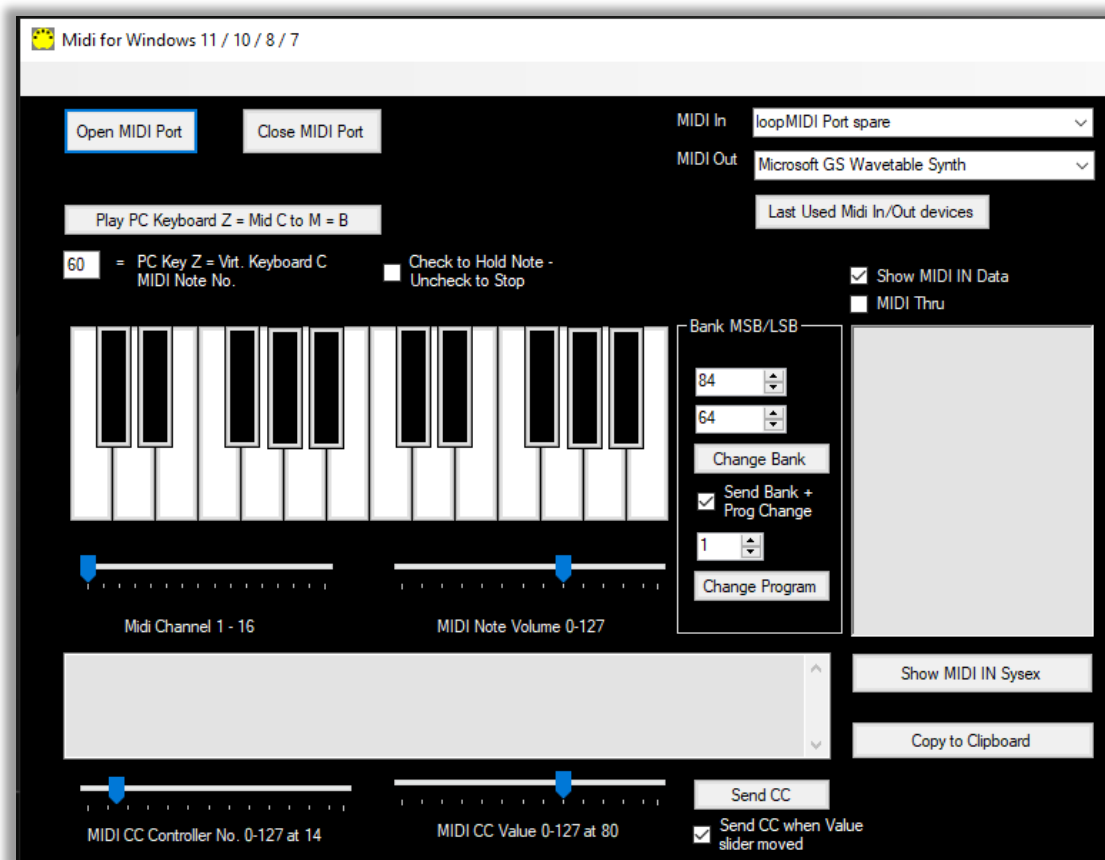 Midi for Windows 11 / 10 / 8 / 7
Open MIDI Port
Close MIDI Port
MIDI In
loopMIDI Port spare
MIDI Out
Microsoft GS Wavetable Synth
Last Used Midi In/Out devices
Play PC Keyboard Z = Mid C to M = B
60
= PC Key Z = Virt. Keyboard C
MIDI Note No.
Check to Hold Note -
Uncheck to Stop
Show MIDI IN Data
MIDI Thru
Bank MSB/LSB
84
64
Change Bank
Send Bank +
Prog Change
1
Change Program
Midi Channel 1 - 16
MIDI Note Volume 0-127
Show MIDI IN Sysex
Copy to Clipboard
Send CC
MIDI CC Controller No. 0-127 at 14
MIDI CC Value 0-127 at 80
Send CC when Value
slider moved